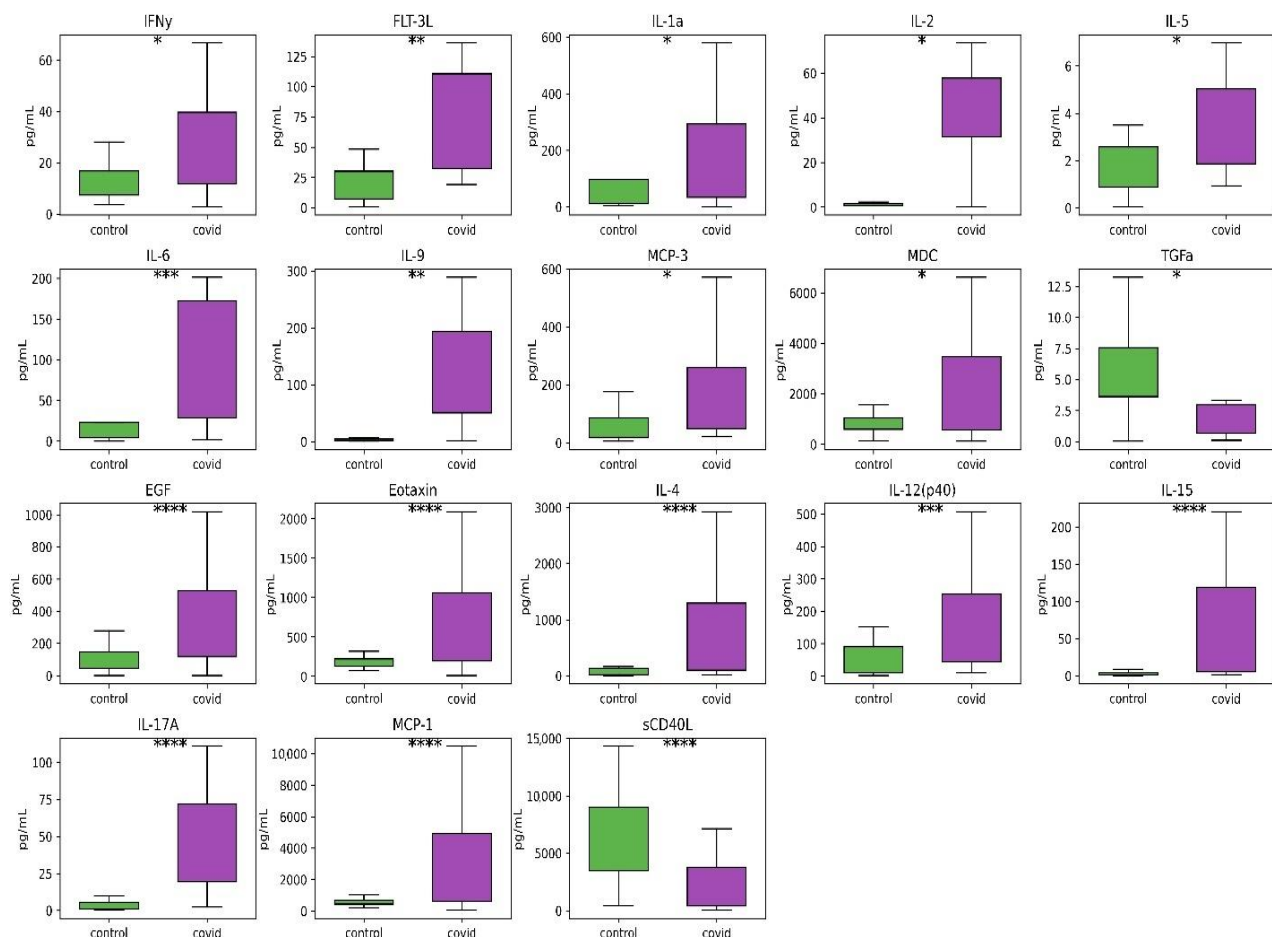 IFNy FLT-3L IL-1a IL-2 IL-5
* ** * * *
60 125 600 60 6
40 100 400 40 4
20 75 200 20 2
0 50 0 0 0
25
0
pg/mL pg/mL pg/mL pg/mL pg/mL
control covid control covid control covid control covid control covid
IL-6 IL-9 MCP-3 MDC TGFa
*** ** * * *
200 300 600 6000 12.5
150 200 400 4000 10.0
100 100 200 2000 7.5
50 0 0 0 5.0
0 2.5
0.0
pg/mL pg/mL pg/mL pg/mL pg/mL
control covid control covid control covid control covid control covid
EGF Eotaxin IL-4 IL-12(p40) IL-15
**** **** **** *** ****
1000 2000 3000 500 200
800 1500 2000 400 150
600 1000 1000 300 100
400 500 0 200 50
200 0 100 0
0 0
pg/mL pg/mL pg/mL pg/mL pg/mL
control covid control covid control covid control covid control covid
IL-17A MCP-1 sCD40L
**** **** ****
100 10,000 15,000
75 8000 10,000
50 6000 5000
25 4000 0
0 2000
0
pg/mL pg/mL pg/mL
control covid control covid control covid